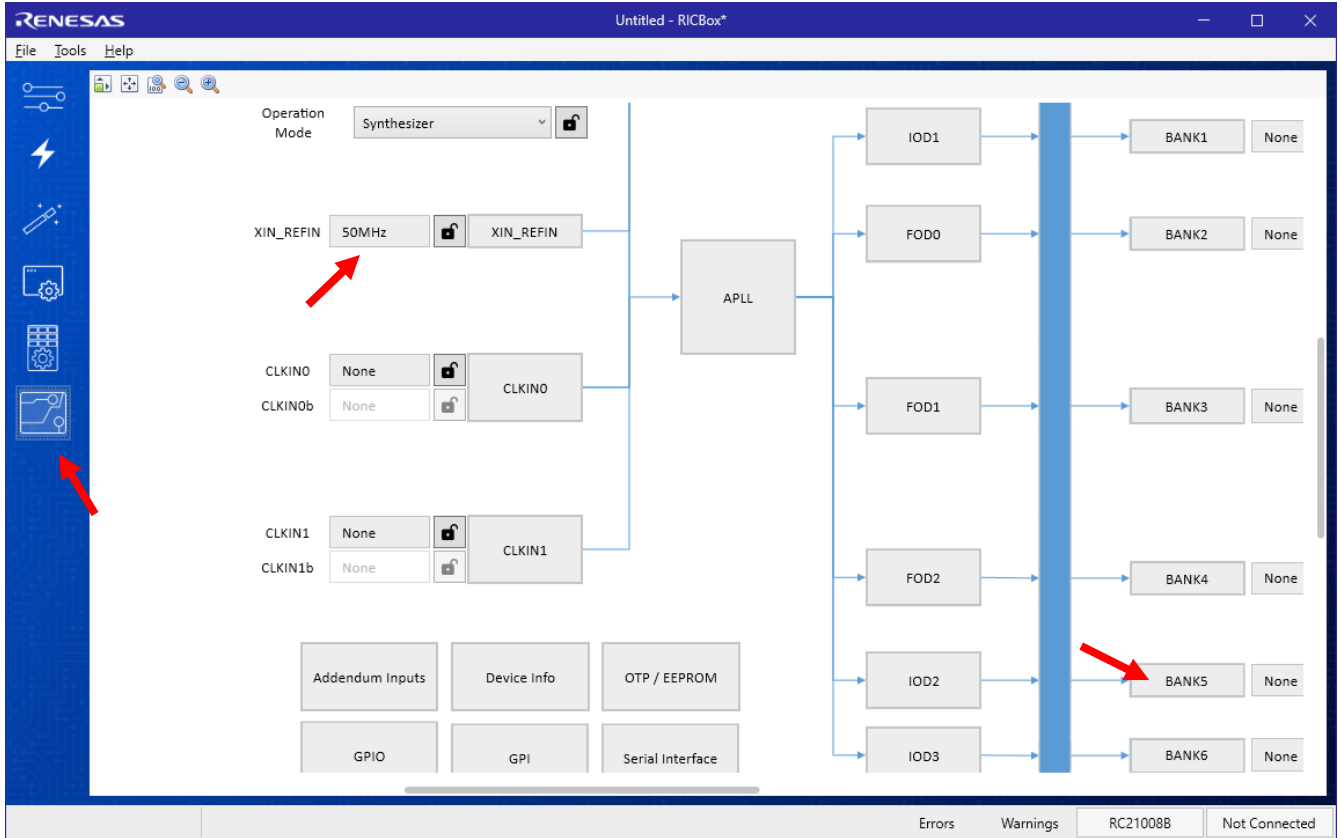 RENESAS
Untitled - RICBox*
File Tools Help
Operation
Mode
Synthesizer
XIN_REFIN
50MHz
XIN_REFIN
CLKIN0
None
CLKIN0b
None
CLKIN0
CLKIN1
None
CLKIN1b
None
CLKIN1
APLL
IOD1
FOD0
FOD1
FOD2
IOD2
IOD3
BANK1 None
BANK2 None
BANK3 None
BANK4 None
BANK5 None
BANK6 None
Addendum Inputs
Device Info
OTP / EEPROM
GPIO
GPI
Serial Interface
Errors Warnings RC21008B Not Connected